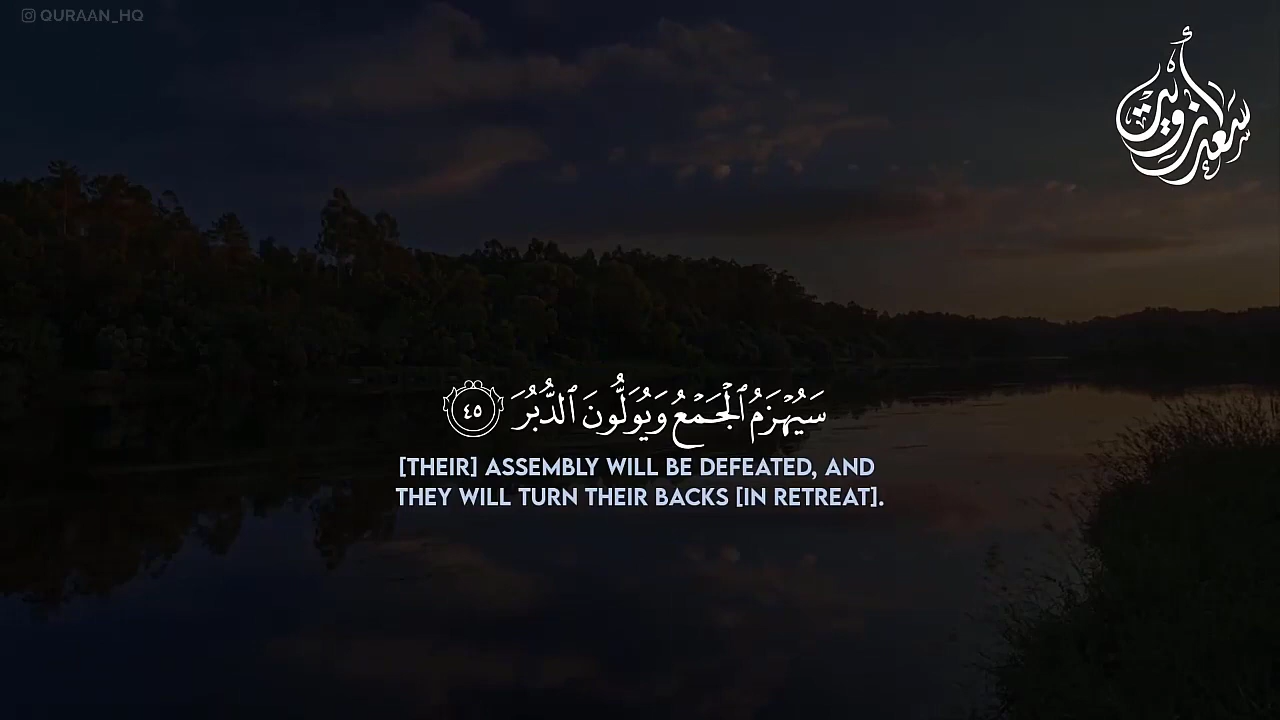 QURAAN_HQ
سَيُهْزَمُ ٱلْجَمْعُ وَيُوَلُّونَ ٱلدُّبُرَ ٤٥
[THEIR] ASSEMBLY WILL BE DEFEATED, AND
THEY WILL TURN THEIR BACKS [IN RETREAT].